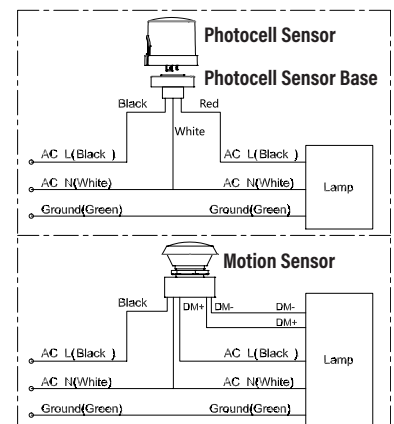 Photocell Sensor
Photocell Sensor Base
Black Red
White
AC L(Black ) AC L(Black )
AC N(White) AC N(White)
Lamp
Ground(Green) Ground(Green)
Motion Sensor
Black DM+ DM- DM-
DM+
AC L(Black ) AC L(Black )
Lamp
AC N(White) AC N(White)
Ground(Green) Ground(Green)